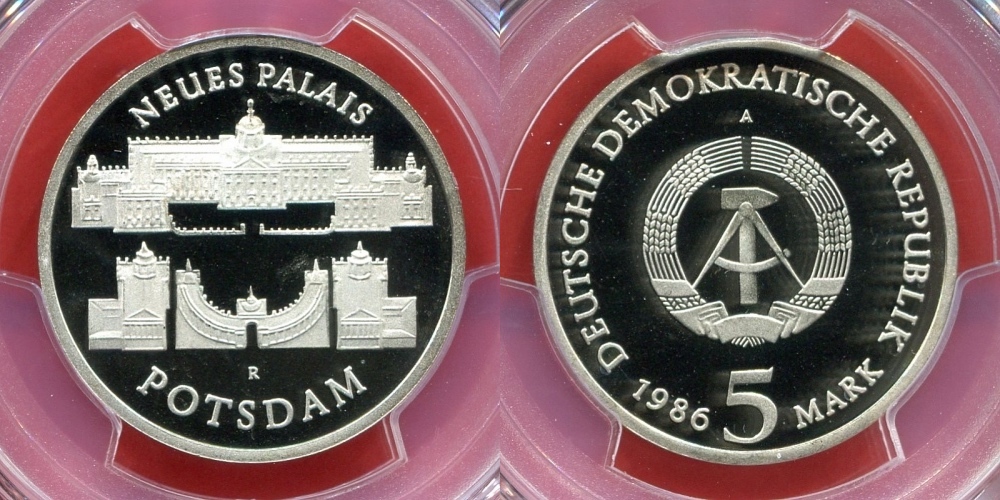 NEUES PALAIS
R
POTSDAM
DEUTSCHE DEMOKRATISCHE REPUBLIK
A
1986 5 MARK